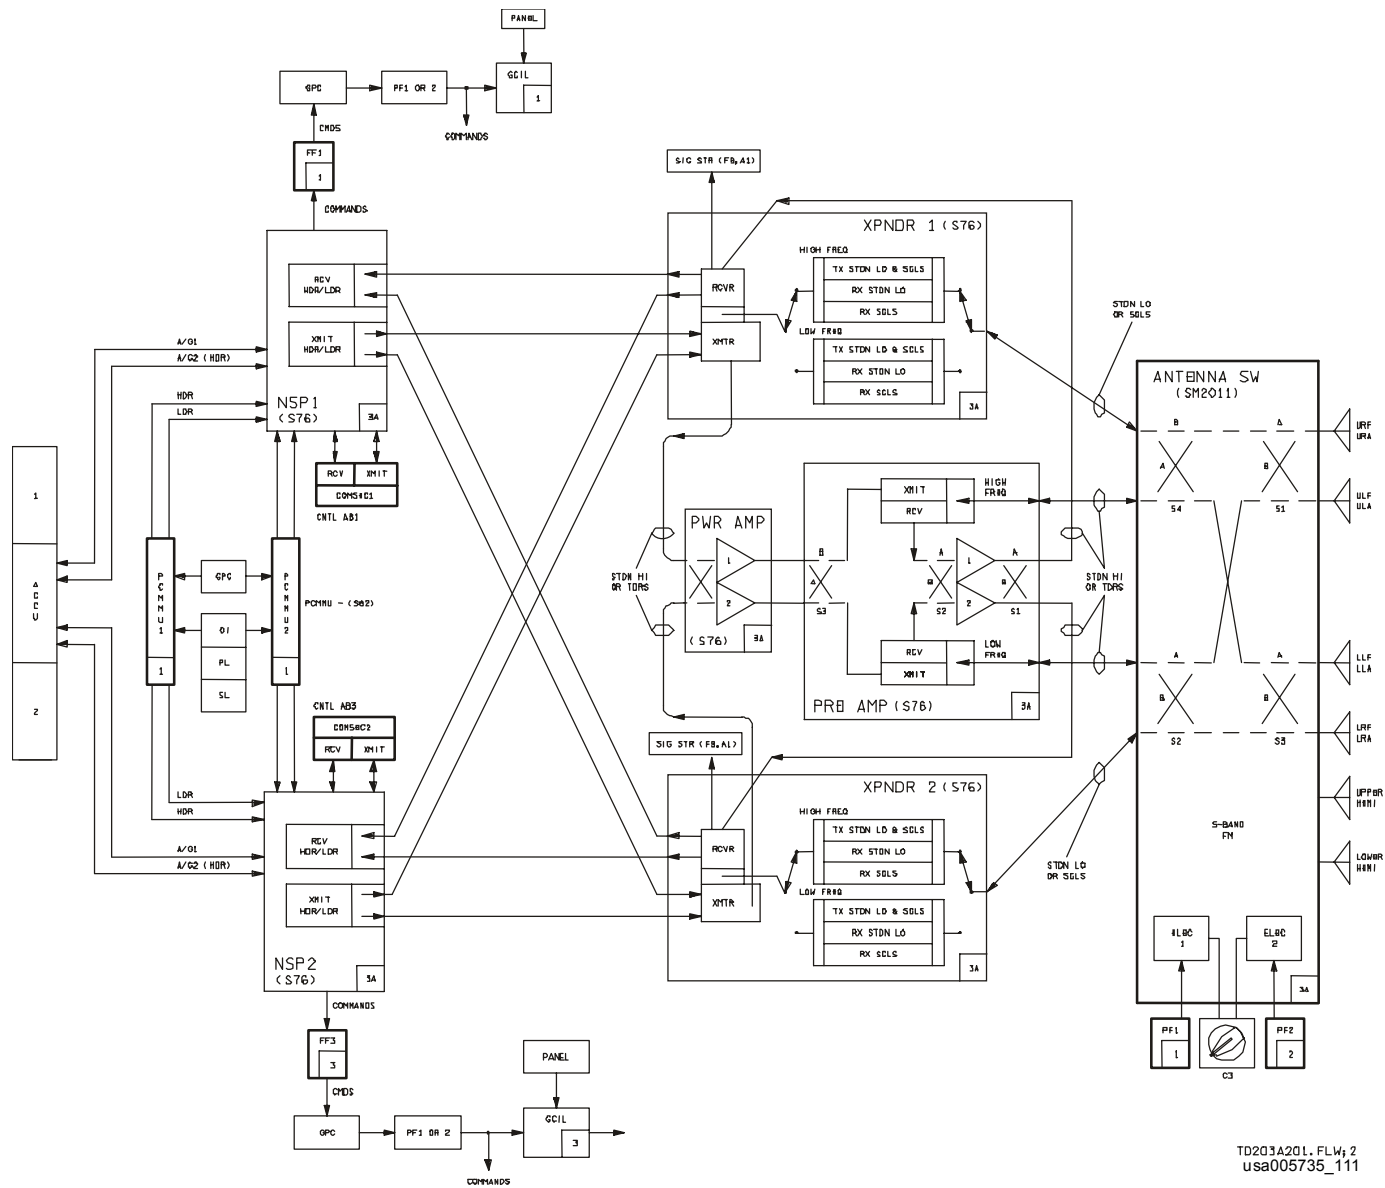 PANEL
GPC
PF1 OR 2
GCIL
1
COMMANDS
CMDS
FF1
1
COMMANDS
SIG STR (FB,A1)
XPNDR 1 (S76)
HIGH FREQ
TX STDN LO & SGLS
RX STDN LO
RX SGLS
LOW FREQ
TX STDN LO & SGLS
RX STDN LO
RX SGLS
RCVR
XMTR
3A
RCV
HDR/LDR
XMIT
HDR/LDR
NSP1
(S76)
3A
A/G1
A/G2 (HDR)
HDR
LDR
RCV
XMIT
COMSEC1
CNTL AB1
STDN LO
OR SGLS
ANTENNA SW
(SM2011)
B
A
A
B
S4
S1
URF
URA
ULF
ULA
1
ACCU
2
PCMMU 1
1
GPC
OI
PL
SL
PCMMU 2
1
PCMMU - (S62)
PWR AMP
1
2
(S76)
3A
STDN HI
OR TDRS
XMIT
RCV
HIGH
FREQ
B
A
S3
A
B
S2
1
2
A
B
S1
RCV
XMIT
LOW
FREQ
PRE AMP (S76)
3A
STDN HI
OR TDRS
A
A
B
B
S2
S3
LLF
LLA
LRF
LRA
UPPER
HEMI
LOWER
HEMI
S-BAND
FM
CNTL AB3
COMSEC2
RCV
XMIT
LDR
HDR
A/G1
A/G2 (HDR)
RCV
HDR/LDR
XMIT
HDR/LDR
NSP2
(S76)
3A
SIG STR (FB,A1)
XPNDR 2 (S76)
HIGH FREQ
TX STDN LO & SGLS
RX STDN LO
RX SGLS
LOW FREQ
TX STDN LO & SGLS
RX STDN LO
RX SGLS
RCVR
XMTR
3A
STDN LO
OR SGLS
ELEC
1
ELEC
2
3A
PF1
1
C3
PF2
2
COMMANDS
FF3
3
CMDS
GPC
PF1 OR 2
PANEL
GCIL
3
COMMANDS
TD203A201.FLW;2
usa005735_111